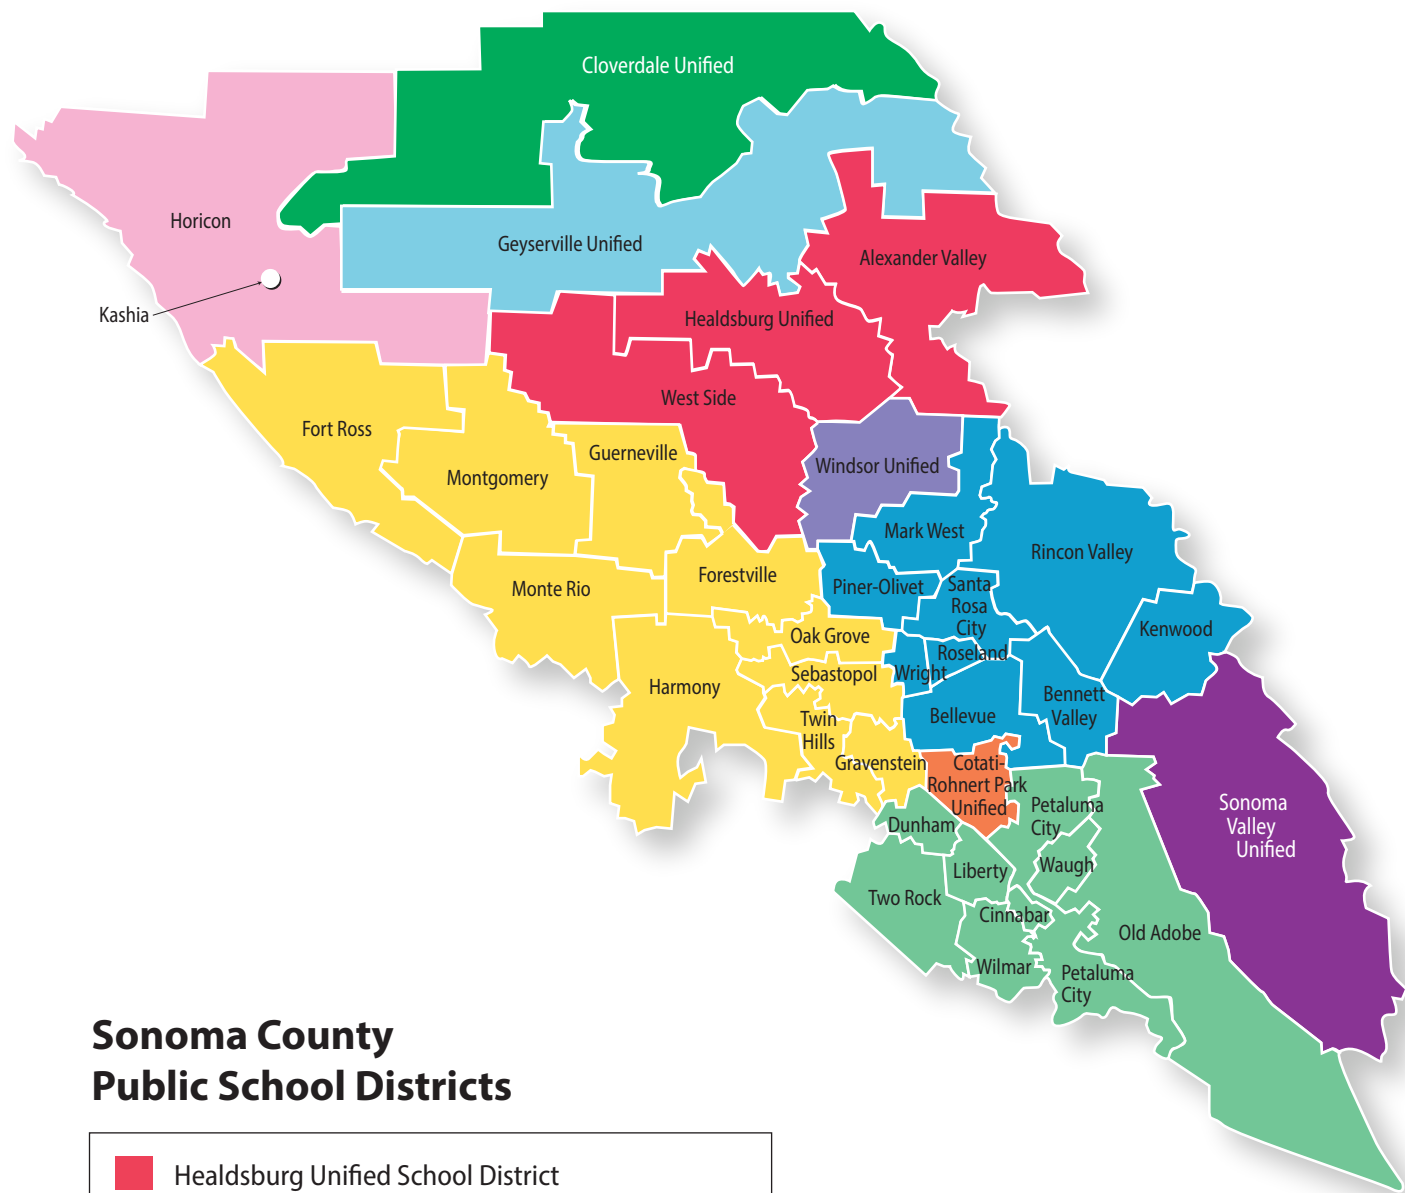 Cloverdale Unified
Horicon
Geyserville Unified
Alexander Valley
Kashia
Healdsburg Unified
West Side
Fort Ross
Guerneville
Montgomery
Windsor Unified
Mark West
Rincon Valley
Monte Rio
Forestville
Piner-Olivet
Santa
Rosa
City
Kenwood
Oak Grove
Roseland
Sebastopol
Wright
Harmony
Bennett
Valley
Bellevue
Twin
Hills
Gravenstein
Cotati-
Rohnert Park
Unified
Petaluma
City
Sonoma
Valley
Unified
Dunham
Waugh
Liberty
Two Rock
Cinnabar
Old Adobe
Wilmar
Petaluma
City
Sonoma County
Public School Districts
Healdsburg Unified School District